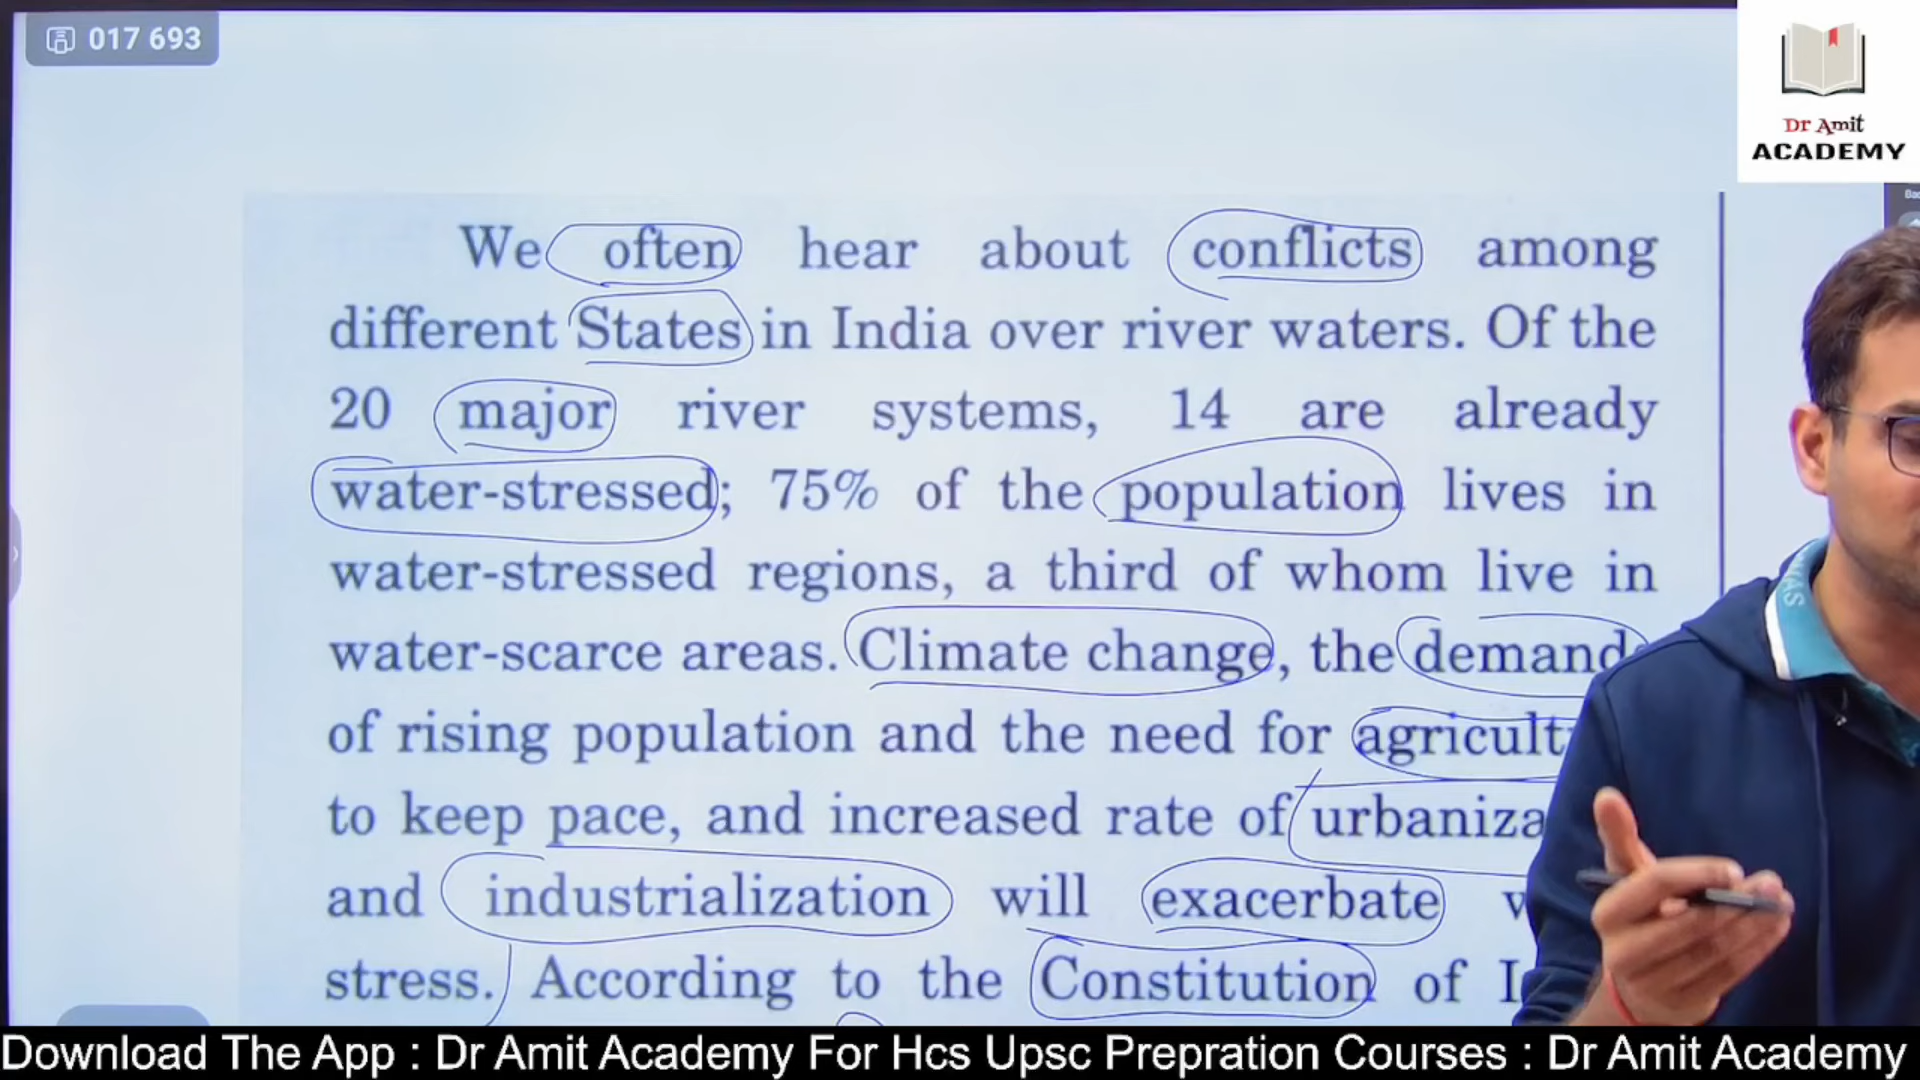 017 693
Dr Amit
ACADEMY
We often hear about conflicts among
different States in India over river waters. Of the
20 major river systems, 14 are already
water-stressed; 75% of the population lives in
water-stressed regions, a third of whom live in
water-scarce areas. Climate change, the demand
of rising population and the need for agricult
to keep pace, and increased rate of urbaniza
and industrialization will exacerbate w
stress. According to the Constitution of I
Download The App : Dr Amit Academy For Hcs Upsc Prepration Courses : Dr Amit Academy